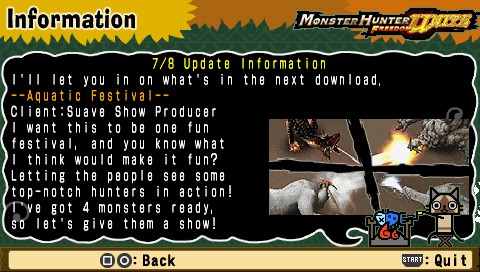 Information
MONSTER HUNTER
FREEDOM UNITE
7/8 Update Information
I'll let you in on what's in the next download.
--Aquatic Festival--
Client:Suave Show Producer
I want this to be one fun
festival, and you know what
I think would make it fun?
Letting the people see some
top-notch hunters in action!
I've got 4 monsters ready,
so let's give them a show!
: Back
START: Quit